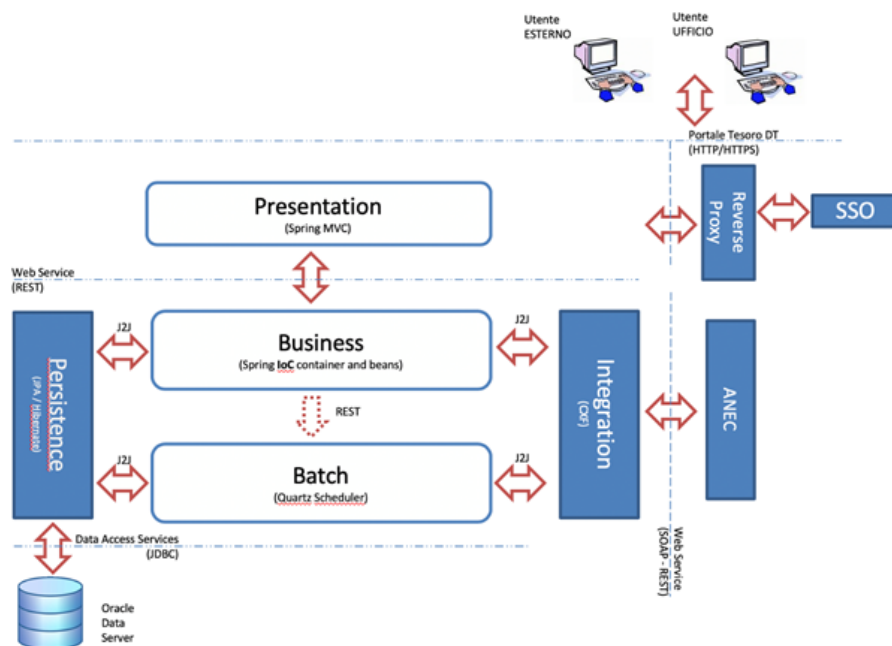 Utente
ESTERNO
Utente
UFFICIO
Portale Tesoro DT
(HTTP/HTTPS)
Presentation
(Spring MVC)
Reverse
Proxy
SSO
Web Service
(REST)
Persistence
(JPA / Hibernate)
J2J
Business
(Spring IoC container and beans)
J2J
Integration
(CXF)
ANEC
REST
J2J
Batch
(Quartz Scheduler)
J2J
Data Access Services
(JDBC)
Web Service
(SOAP - REST)
Oracle
Data
Server